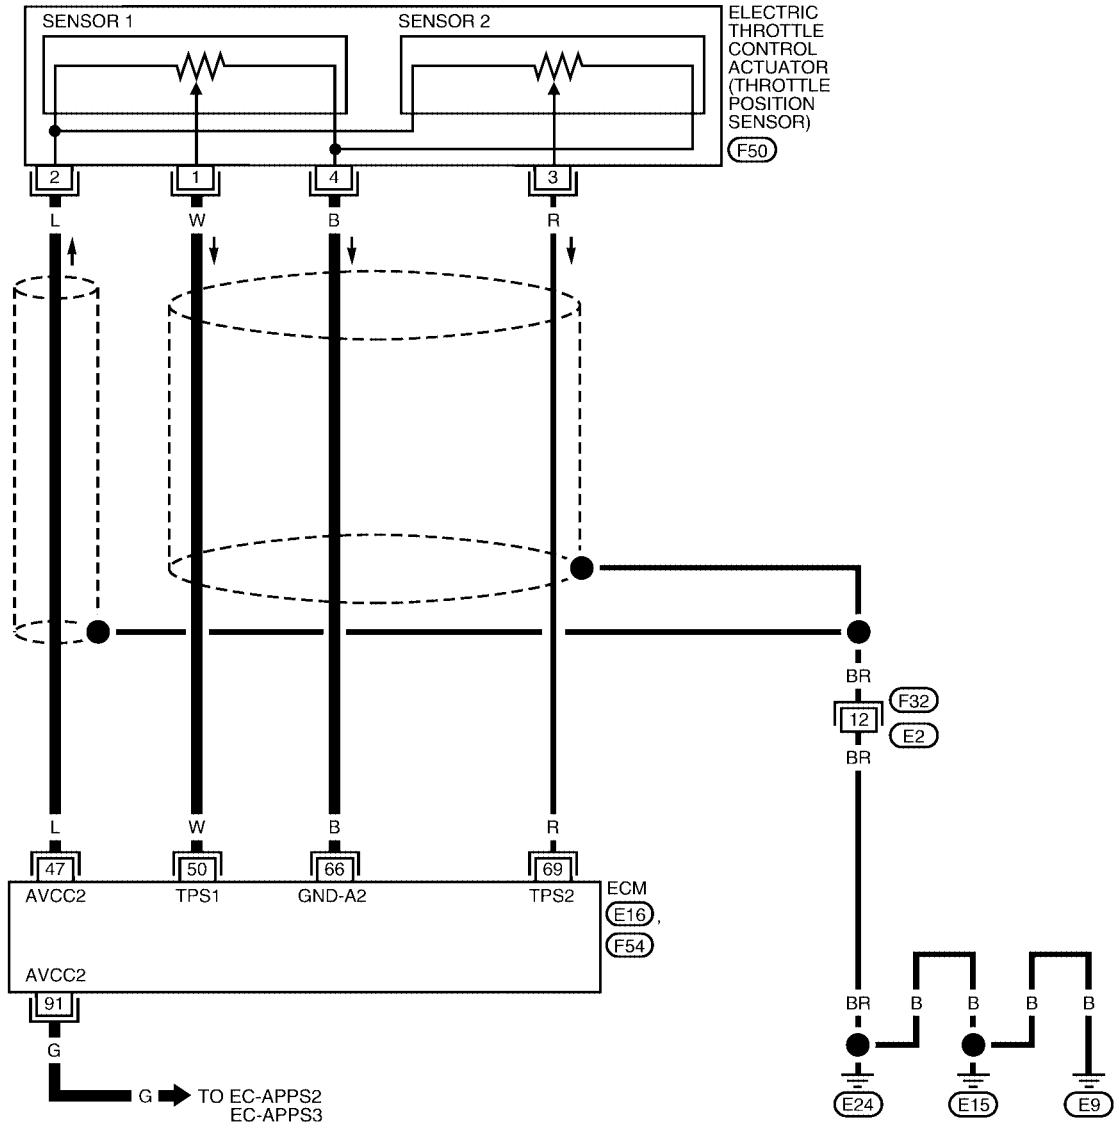 SENSOR 1
SENSOR 2
ELECTRIC
THROTTLE
CONTROL
ACTUATOR
(THROTTLE
POSITION
SENSOR)
F50
2
1
4
3
L
W
B
R
BR
F32
12
E2
BR
L
W
B
R
47
50
66
69
AVCC2
TPS1
GND-A2
TPS2
ECM
E16 ,
F54
AVCC2
91
BR
B
B
B
B
G
G
TO EC-APPS2
EC-APPS3
E24
E15
E9